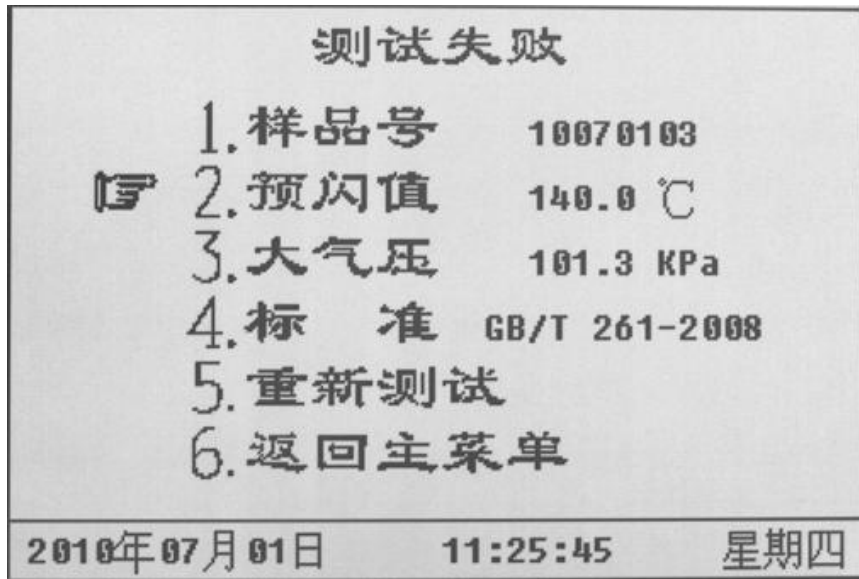 测试失败
1.样品号 10070103
2.预闪值 140.0 ℃
3.大气压 101.3 KPa
4.标 准 GB/T 261-2008
5.重新测试
6.返回主菜单
2010年07月01日 11:25:45 星期四